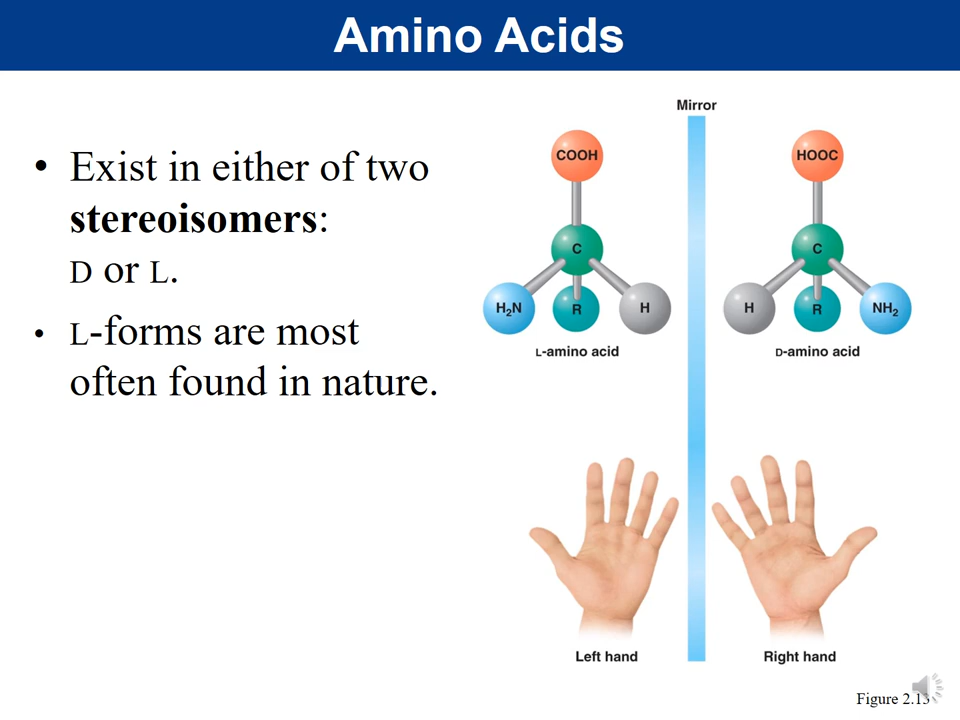 Amino Acids
• Exist in either of two
stereoisomers:
D or L.
• L-forms are most
often found in nature.
Mirror
COOH
HOOC
C
C
H₂N
R
H
H
R
NH₂
L-amino acid
D-amino acid
Left hand
Right hand
Figure 2.13